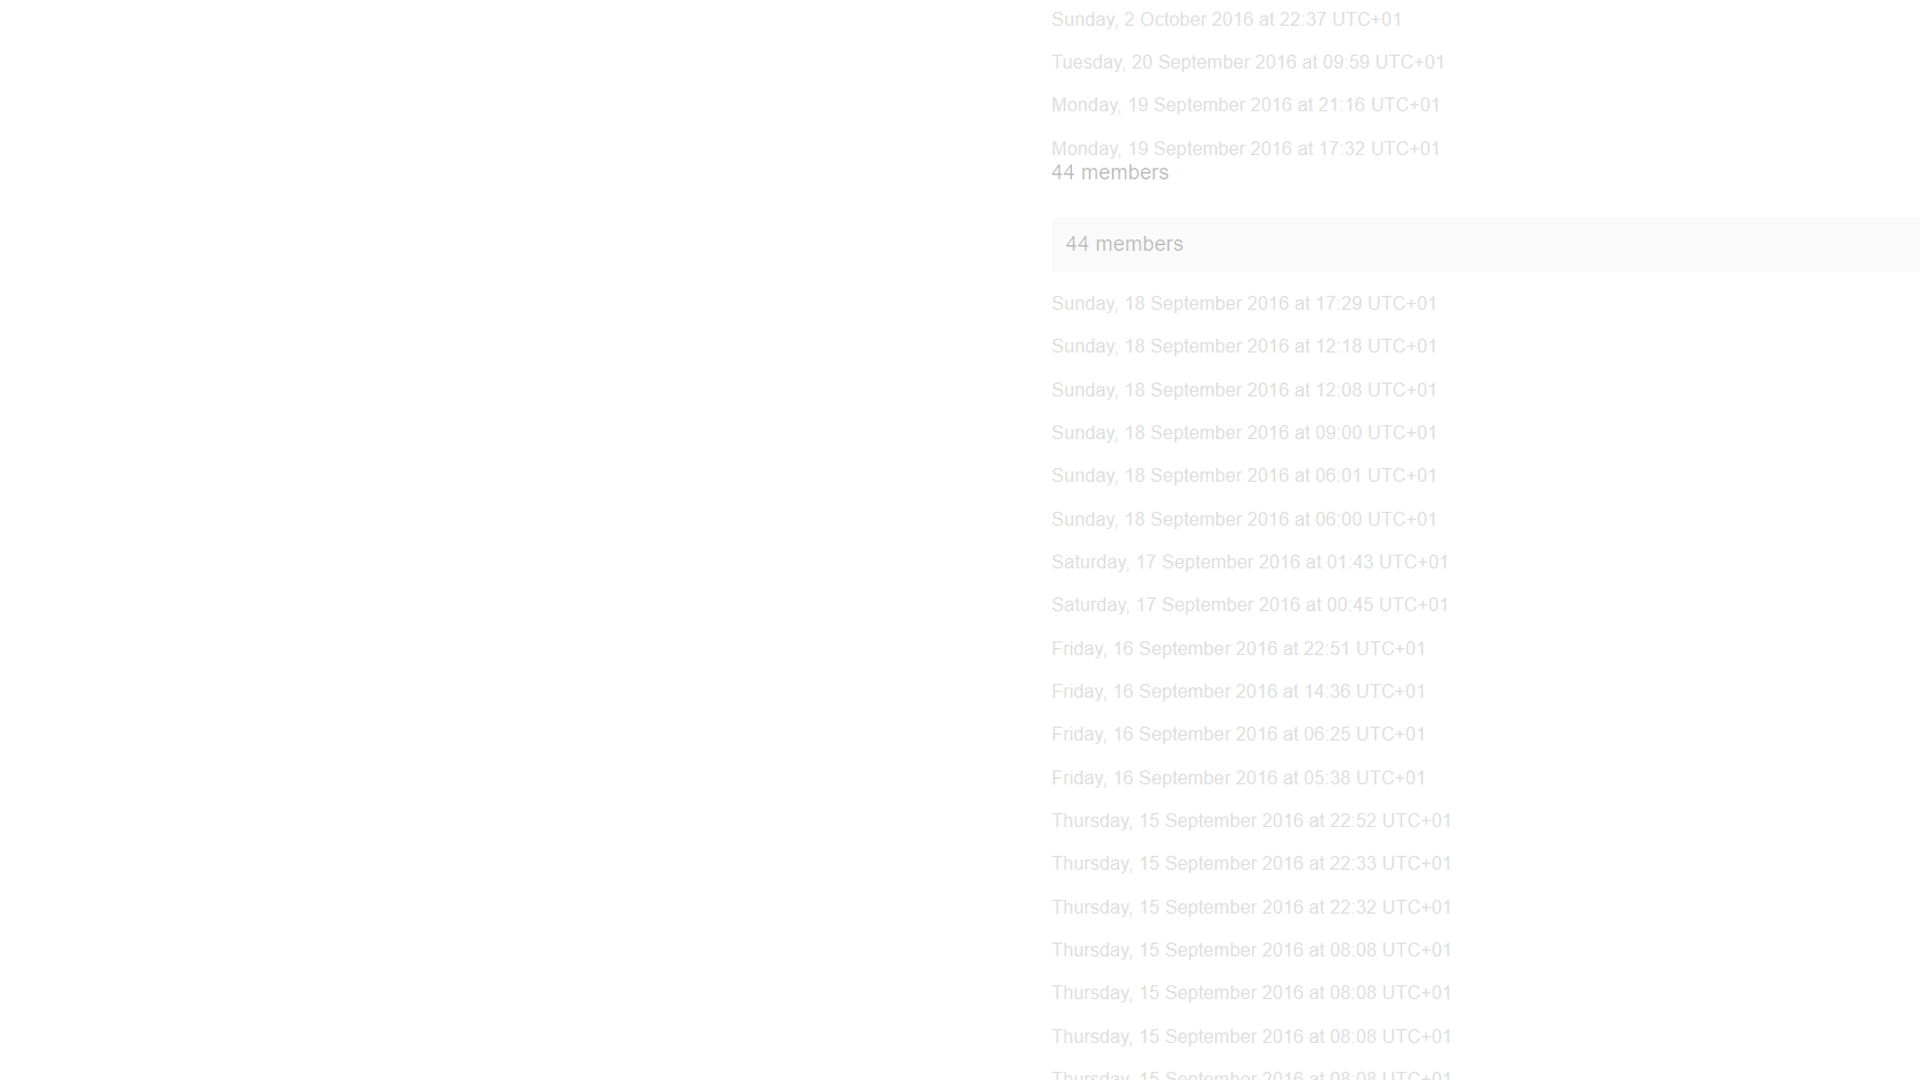 Sunday, 2 October 2016 at 22:37 UTC+01
Tuesday, 20 September 2016 at 09:59 UTC+01
Monday, 19 September 2016 at 21:16 UTC+01
Monday, 19 September 2016 at 17:32 UTC+01
44 members
44 members
Sunday, 18 September 2016 at 17:29 UTC+01
Sunday, 18 September 2016 at 12:18 UTC+01
Sunday, 18 September 2016 at 12:08 UTC+01
Sunday, 18 September 2016 at 09:00 UTC+01
Sunday, 18 September 2016 at 06:01 UTC+01
Sunday, 18 September 2016 at 06:00 UTC+01
Saturday, 17 September 2016 at 01:43 UTC+01
Saturday, 17 September 2016 at 00:45 UTC+01
Friday, 16 September 2016 at 22:51 UTC+01
Friday, 16 September 2016 at 14:36 UTC+01
Friday, 16 September 2016 at 06:25 UTC+01
Friday, 16 September 2016 at 05:38 UTC+01
Thursday, 15 September 2016 at 22:52 UTC+01
Thursday, 15 September 2016 at 22:33 UTC+01
Thursday, 15 September 2016 at 22:32 UTC+01
Thursday, 15 September 2016 at 08:08 UTC+01
Thursday, 15 September 2016 at 08:08 UTC+01
Thursday, 15 September 2016 at 08:08 UTC+01
Thursday, 15 September 2016 at 08:08 UTC+01